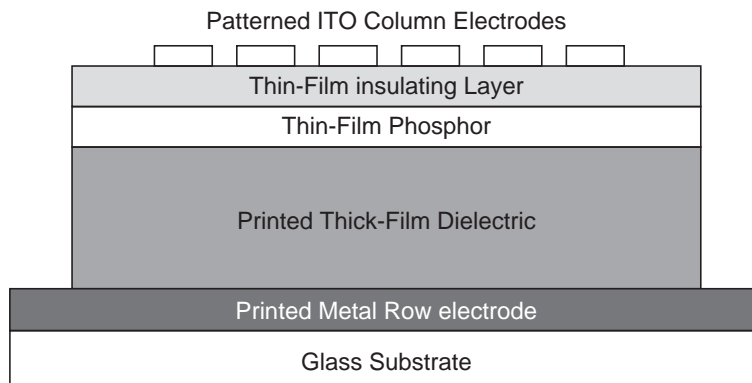 Patterned ITO Column Electrodes
Thin-Film insulating Layer
Thin-Film Phosphor
Printed Thick-Film Dielectric
Printed Metal Row electrode
Glass Substrate